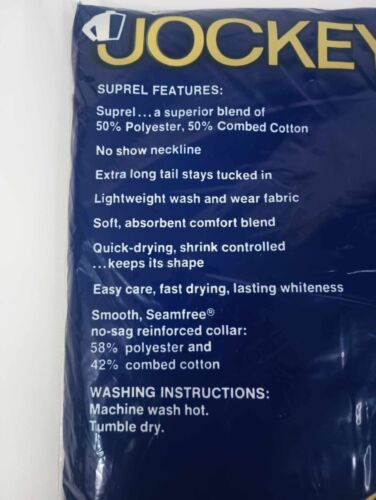 JOCKEY
SUPREL FEATURES:
Suprel...a superior blend of
50% Polyester, 50% Combed Cotton
No show neckline
Extra long tail stays tucked in
Lightweight wash and wear fabric
Soft, absorbent comfort blend
Quick-drying, shrink controlled
...keeps its shape
Easy care, fast drying, lasting whiteness
Smooth, Seamfree®
no-sag reinforced collar:
58% polyester and
42% combed cotton
WASHING INSTRUCTIONS:
Machine wash hot.
Tumble dry.